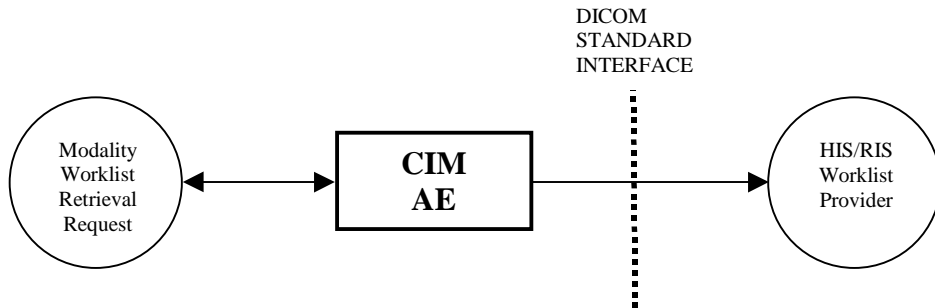 DICOM
STANDARD
INTERFACE
Modality
Worklist
Retrieval
Request
CIM
AE
HIS/RIS
Worklist
Provider